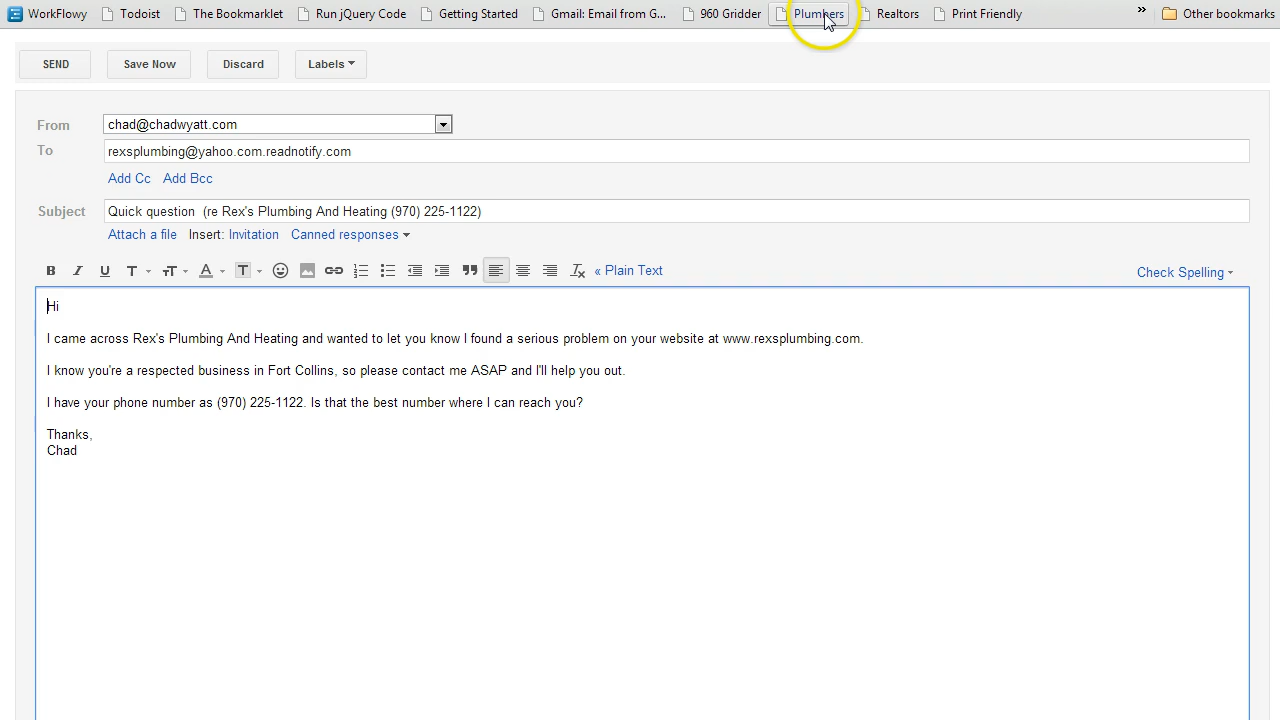 WorkFlowy Todoist The Bookmarklet Run jQuery Code Getting Started Gmail: Email from G... 960 Gridder Plumbers Realtors Print Friendly » Other bookmarks
SEND Save Now Discard Labels
From chad@chadwyatt.com
To rexsplumbing@yahoo.com.readnotify.com
Add Cc Add Bcc
Subject Quick question (re Rex's Plumbing And Heating (970) 225-1122)
Attach a file Insert: Invitation Canned responses
B I U T T A T « Plain Text Check Spelling
Hi
I came across Rex's Plumbing And Heating and wanted to let you know I found a serious problem on your website at www.rexsplumbing.com.
I know you're a respected business in Fort Collins, so please contact me ASAP and I'll help you out.
I have your phone number as (970) 225-1122. Is that the best number where I can reach you?
Thanks,
Chad